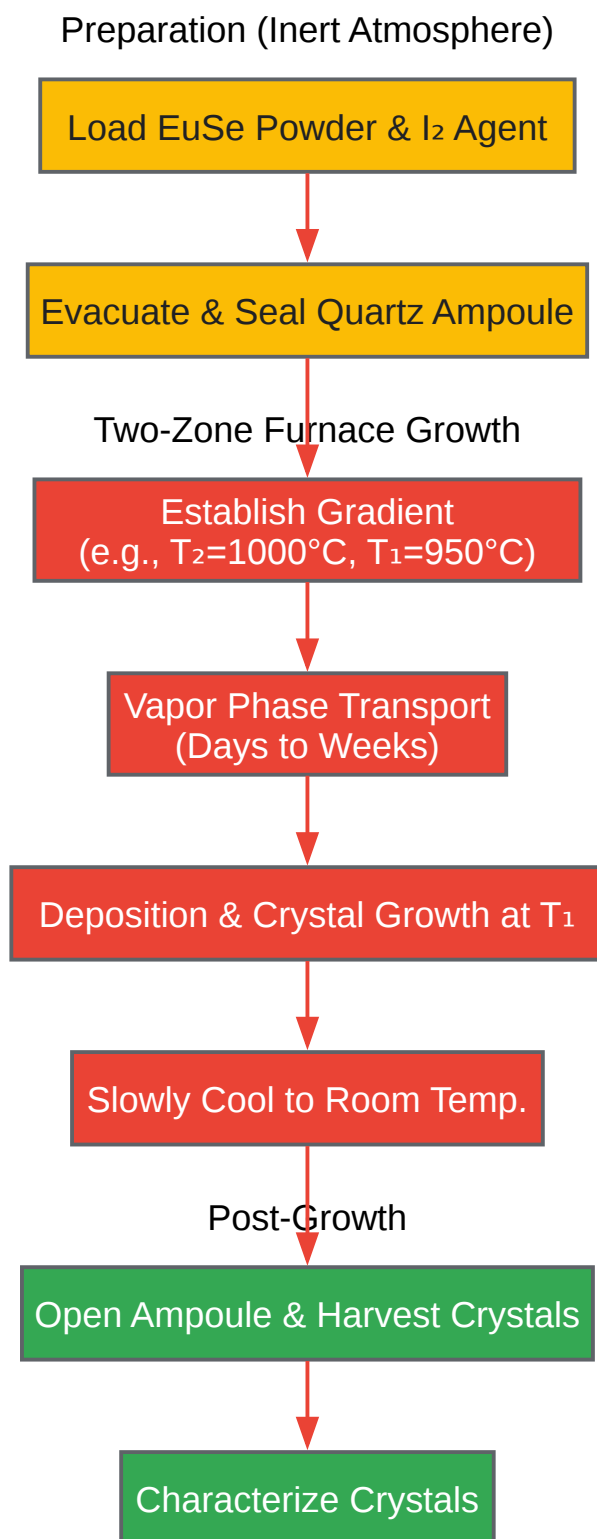 Preparation (Inert Atmosphere)
Load EuSe Powder & I₂ Agent
Evacuate & Seal Quartz Ampoule
Two-Zone Furnace Growth
Establish Gradient
(e.g., T₂=1000°C, T₁=950°C)
Vapor Phase Transport
(Days to Weeks)
Deposition & Crystal Growth at T₁
Slowly Cool to Room Temp.
Post-Growth
Open Ampoule & Harvest Crystals
Characterize Crystals